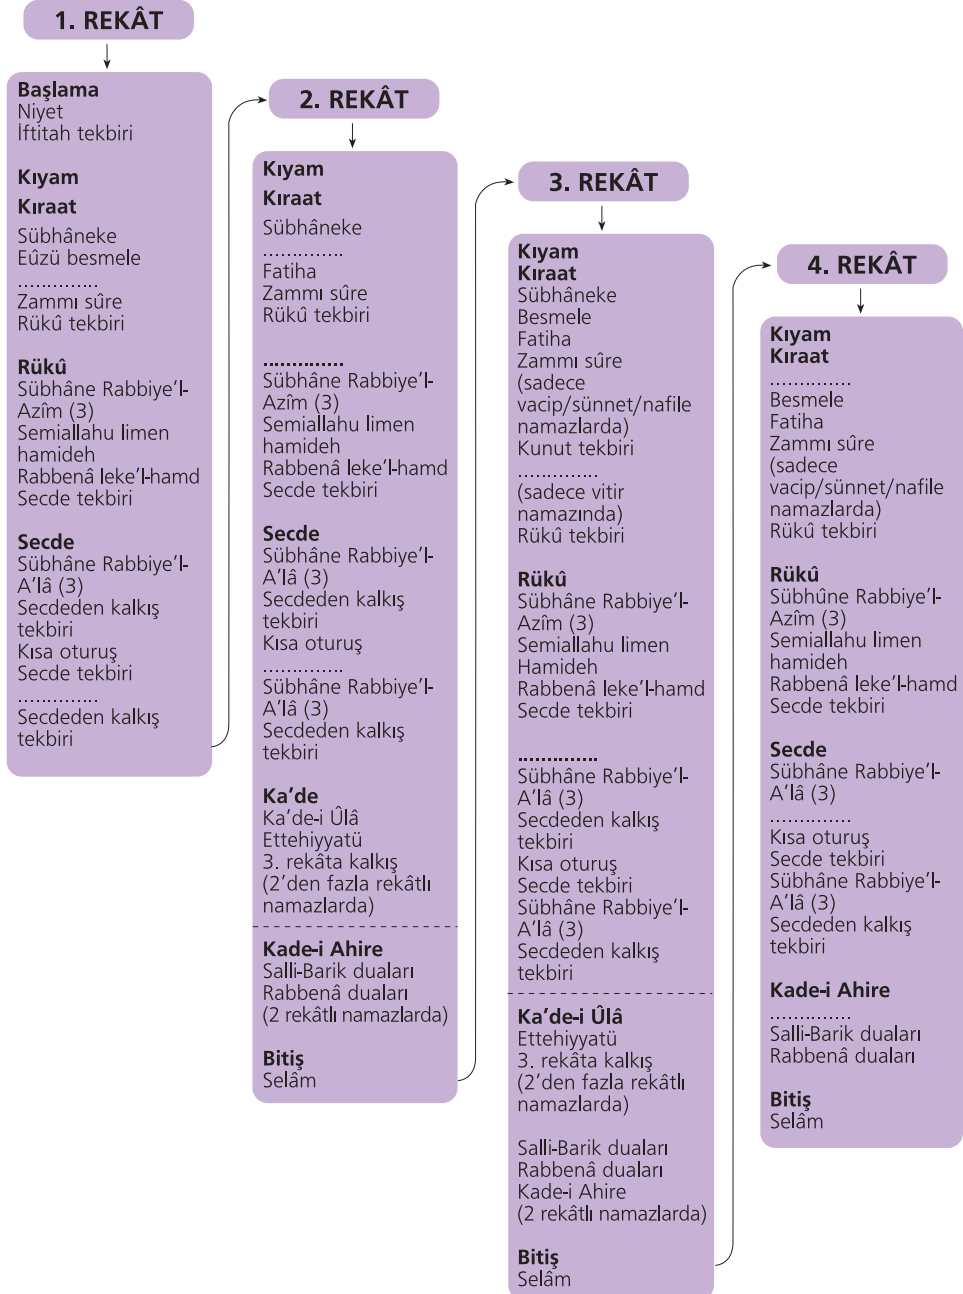 1. REKÂT
Başlama
Niyet
İftitah tekbiri
Kıyam
Kıraat
Sübhâneke
Eûzü besmele
..............
Zammı sûre
Rükû tekbiri
Rükû
Sübhâne Rabbiye’l-
Azîm (3)
Semiallahu limen
hamideh
Rabbenâ leke’l-hamd
Secde tekbiri
Secde
Sübhâne Rabbiye’l-
A’lâ (3)
Secdeden kalkış
tekbiri
Kısa oturuş
Secde tekbiri
..............
Secdeden kalkış
tekbiri
2. REKÂT
Kıyam
Kıraat
Sübhâneke
..............
Fatiha
Zammı sûre
Rükû tekbiri
..............
Sübhâne Rabbiye’l-
Azîm (3)
Semiallahu limen
hamideh
Rabbenâ leke’l-hamd
Secde tekbiri
Secde
Sübhâne Rabbiye’l-
A’lâ (3)
Secdeden kalkış
tekbiri
Kısa oturuş
..............
Sübhâne Rabbiye’l-
A’lâ (3)
Secdeden kalkış
tekbiri
Ka’de
Ka’de-i Ûlâ
Ettehiyyatü
3. rekâta kalkış
(2’den fazla rekâtlı
namazlarda)
Kade-i Ahire
Salli-Barik duaları
Rabbenâ duaları
(2 rekâtlı namazlarda)
Bitiş
Selâm
3. REKÂT
Kıyam
Kıraat
Sübhâneke
Besmele
Fatiha
Zammı sûre
(sadece
vacip/sünnet/nafile
namazlarda)
Kunut tekbiri
..............
(sadece vitir
namazında)
Rükû tekbiri
Rükû
Sübhâne Rabbiye’l-
Azîm (3)
Semiallahu limen
Hamideh
Rabbenâ leke’l-hamd
Secde tekbiri
..............
Sübhâne Rabbiye’l-
A’lâ (3)
Secdeden kalkış
tekbiri
Kısa oturuş
Secde tekbiri
Sübhâne Rabbiye’l-
A’lâ (3)
Secdeden kalkış
tekbiri
Ka’de-i Ûlâ
Ettehiyyatü
3. rekâta kalkış
(2’den fazla rekâtlı
namazlarda)
Salli-Barik duaları
Rabbenâ duaları
Kade-i Ahire
(2 rekâtlı namazlarda)
Bitiş
Selâm
4. REKÂT
Kıyam
Kıraat
..............
Besmele
Fatiha
Zammı sûre
(sadece
vacip/sünnet/nafile
namazlarda)
Rükû tekbiri
Rükû
Sübhûne Rabbiye’l-
Azîm (3)
Semiallahu limen
hamideh
Rabbenâ leke’l-hamd
Secde tekbiri
Secde
Sübhâne Rabbiye’l-
A’lâ (3)
..............
Kısa oturuş
Secde tekbiri
Sübhâne Rabbiye’l-
A’lâ (3)
Secdeden kalkış
tekbiri
Kade-i Ahire
..............
Salli-Barik duaları
Rabbenâ duaları
Bitiş
Selâm